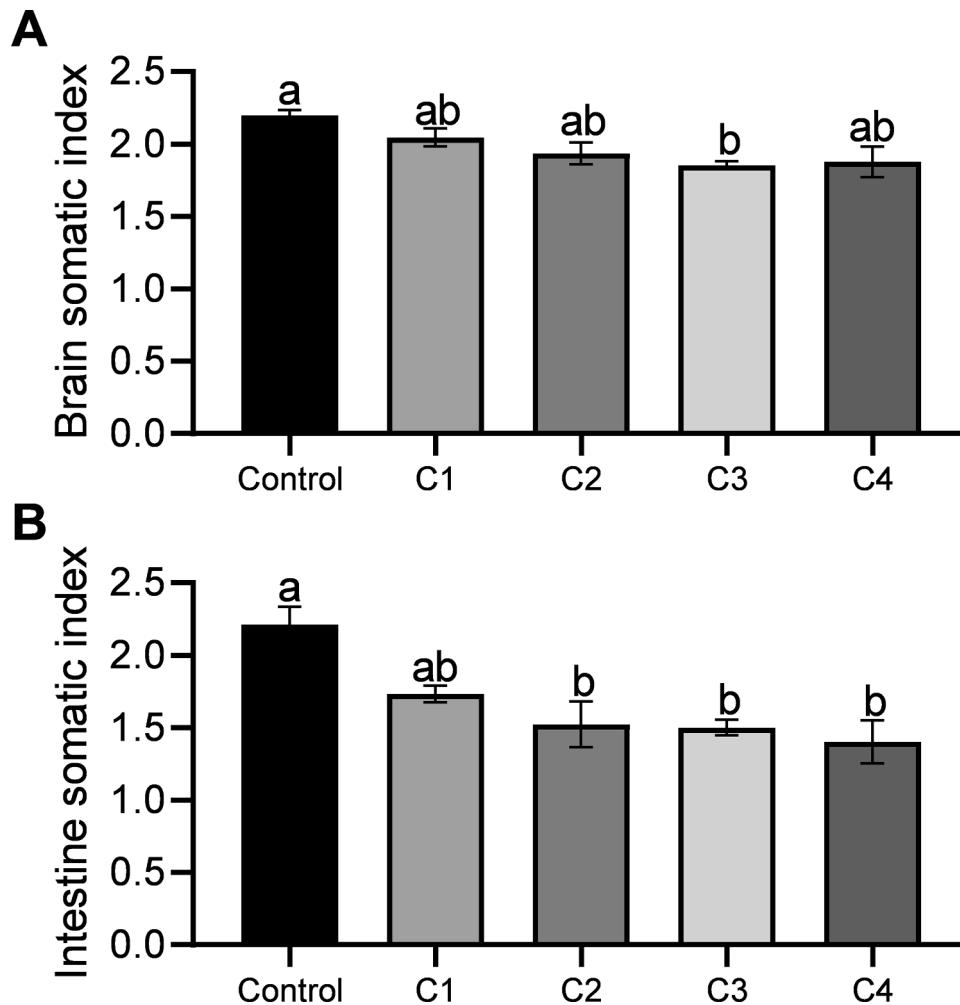 A
Brain somatic index
2.5
2.0
1.5
1.0
0.5
0.0
a
ab
ab
b
ab
Control
C1
C2
C3
C4
B
Intestine somatic index
2.5
2.0
1.5
1.0
0.5
0.0
a
ab
b
b
b
Control
C1
C2
C3
C4